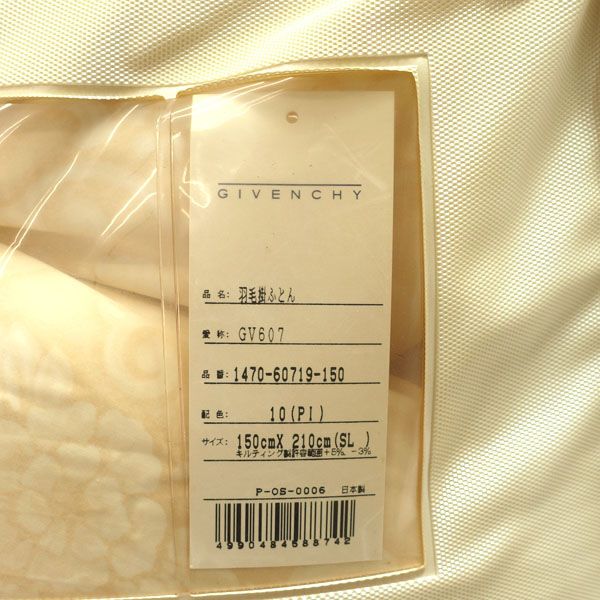 GIVENCHY
品名: 羽毛掛ふとん
愛称: GV607
品番: 1470-60719-150
配色: 10(PI)
サイズ: 150cmX 210cm(SL )
キルティング製許容範囲+5%, -3%
P-OS-0006 日本製
4990484588742